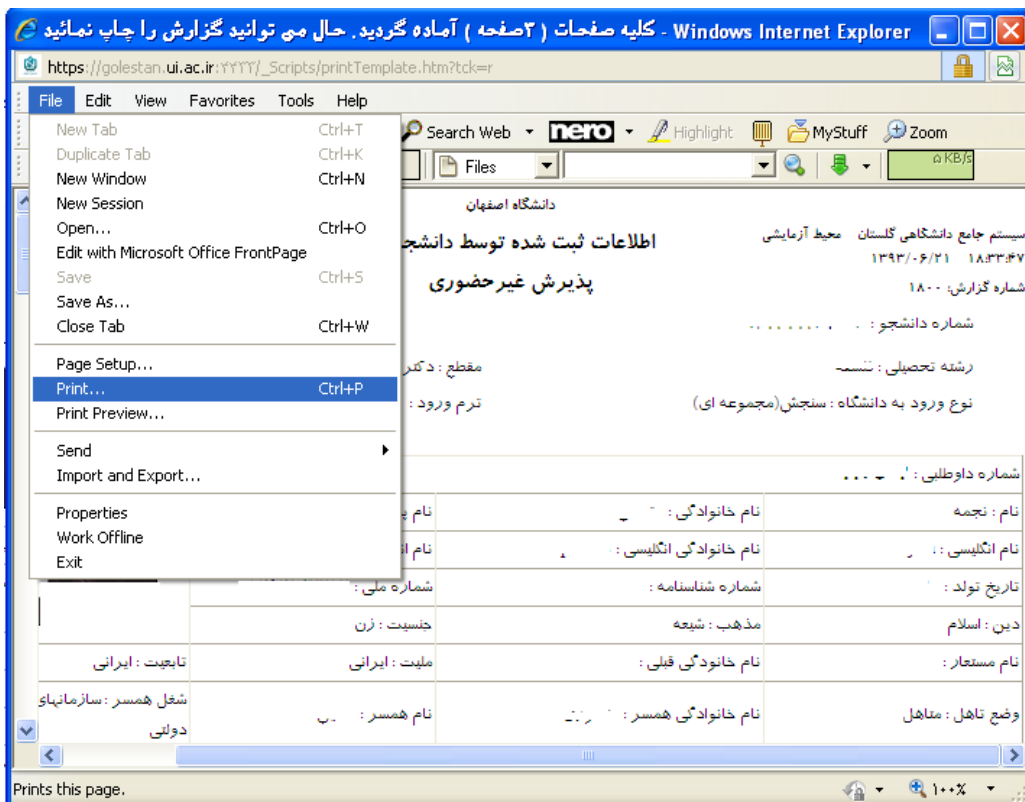 کلیه صفحات ( ۳صفحه ) آماده گردید. حال می توانید گزارش را چاپ نمائید - Windows Internet Explorer
https://golestan.ui.ac.ir:۲۴۳۳/_Scripts/printTemplate.htm?tck=r
File Edit View Favorites Tools Help
New Tab Ctrl+T
Duplicate Tab Ctrl+K
New Window Ctrl+N
New Session
Open... Ctrl+O
Edit with Microsoft Office FrontPage
Save Ctrl+S
Save As...
Close Tab Ctrl+W
Page Setup...
Print... Ctrl+P
Print Preview...
Send
Import and Export...
Properties
Work Offline
Exit
Search Web nero Highlight MyStuff Zoom
Files ۵ KB/s
دانشگاه اصفهان
سیستم جامع دانشگاهی گلستان محیط آزمایشی
اطلاعات ثبت شده توسط
۱۳۹۳/۰۶/۲۱ ۱۸:۳۳:۴۷
پذیرش غیرحضوری
شماره گزارش: ۱۸۰۰
شماره دانشجو :
رشته تحصیلی : مقطع :
نوع ورود به دانشگاه : سنجش(مجموعه ای) ترم ورود :
شماره داوطلبی :
نام : نجمه نام خانوادگی : نام
نام انگلیسی : نام خانوادگی انگلیسی : نام
تاریخ تولد : شماره شناسنامه : شماره ملی :
دین : اسلام مذهب : شیعه جنسیت : زن
نام مستعار : نام خانودگی قبلی : ملیت : ایرانی تابعیت : ایرانی
وضع تاهل : متاهل نام خانوادگی همسر : نام همسر : شغل همسر : سازمانهای
دولتی
Prints this page. ۱۰۰%